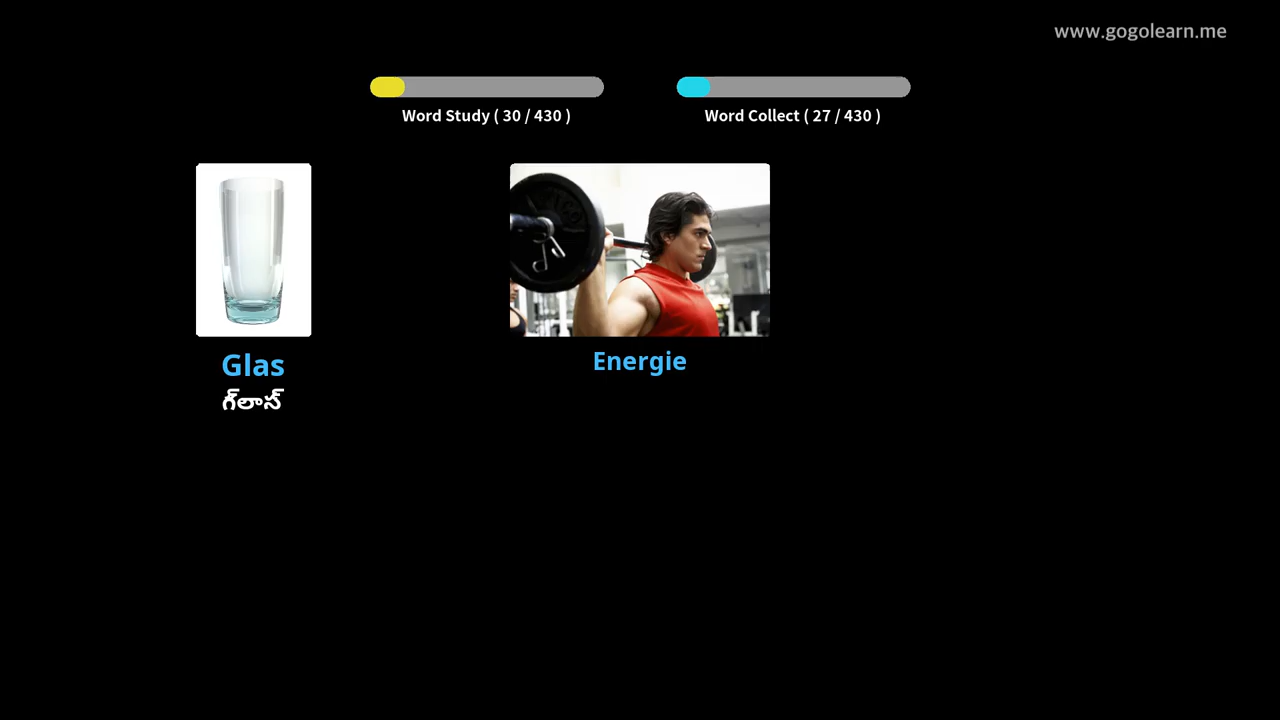 www.gogolearn.me
Word Study ( 30 / 430 )
Word Collect ( 27 / 430 )
Glas
గ్‌లాస్
Energie